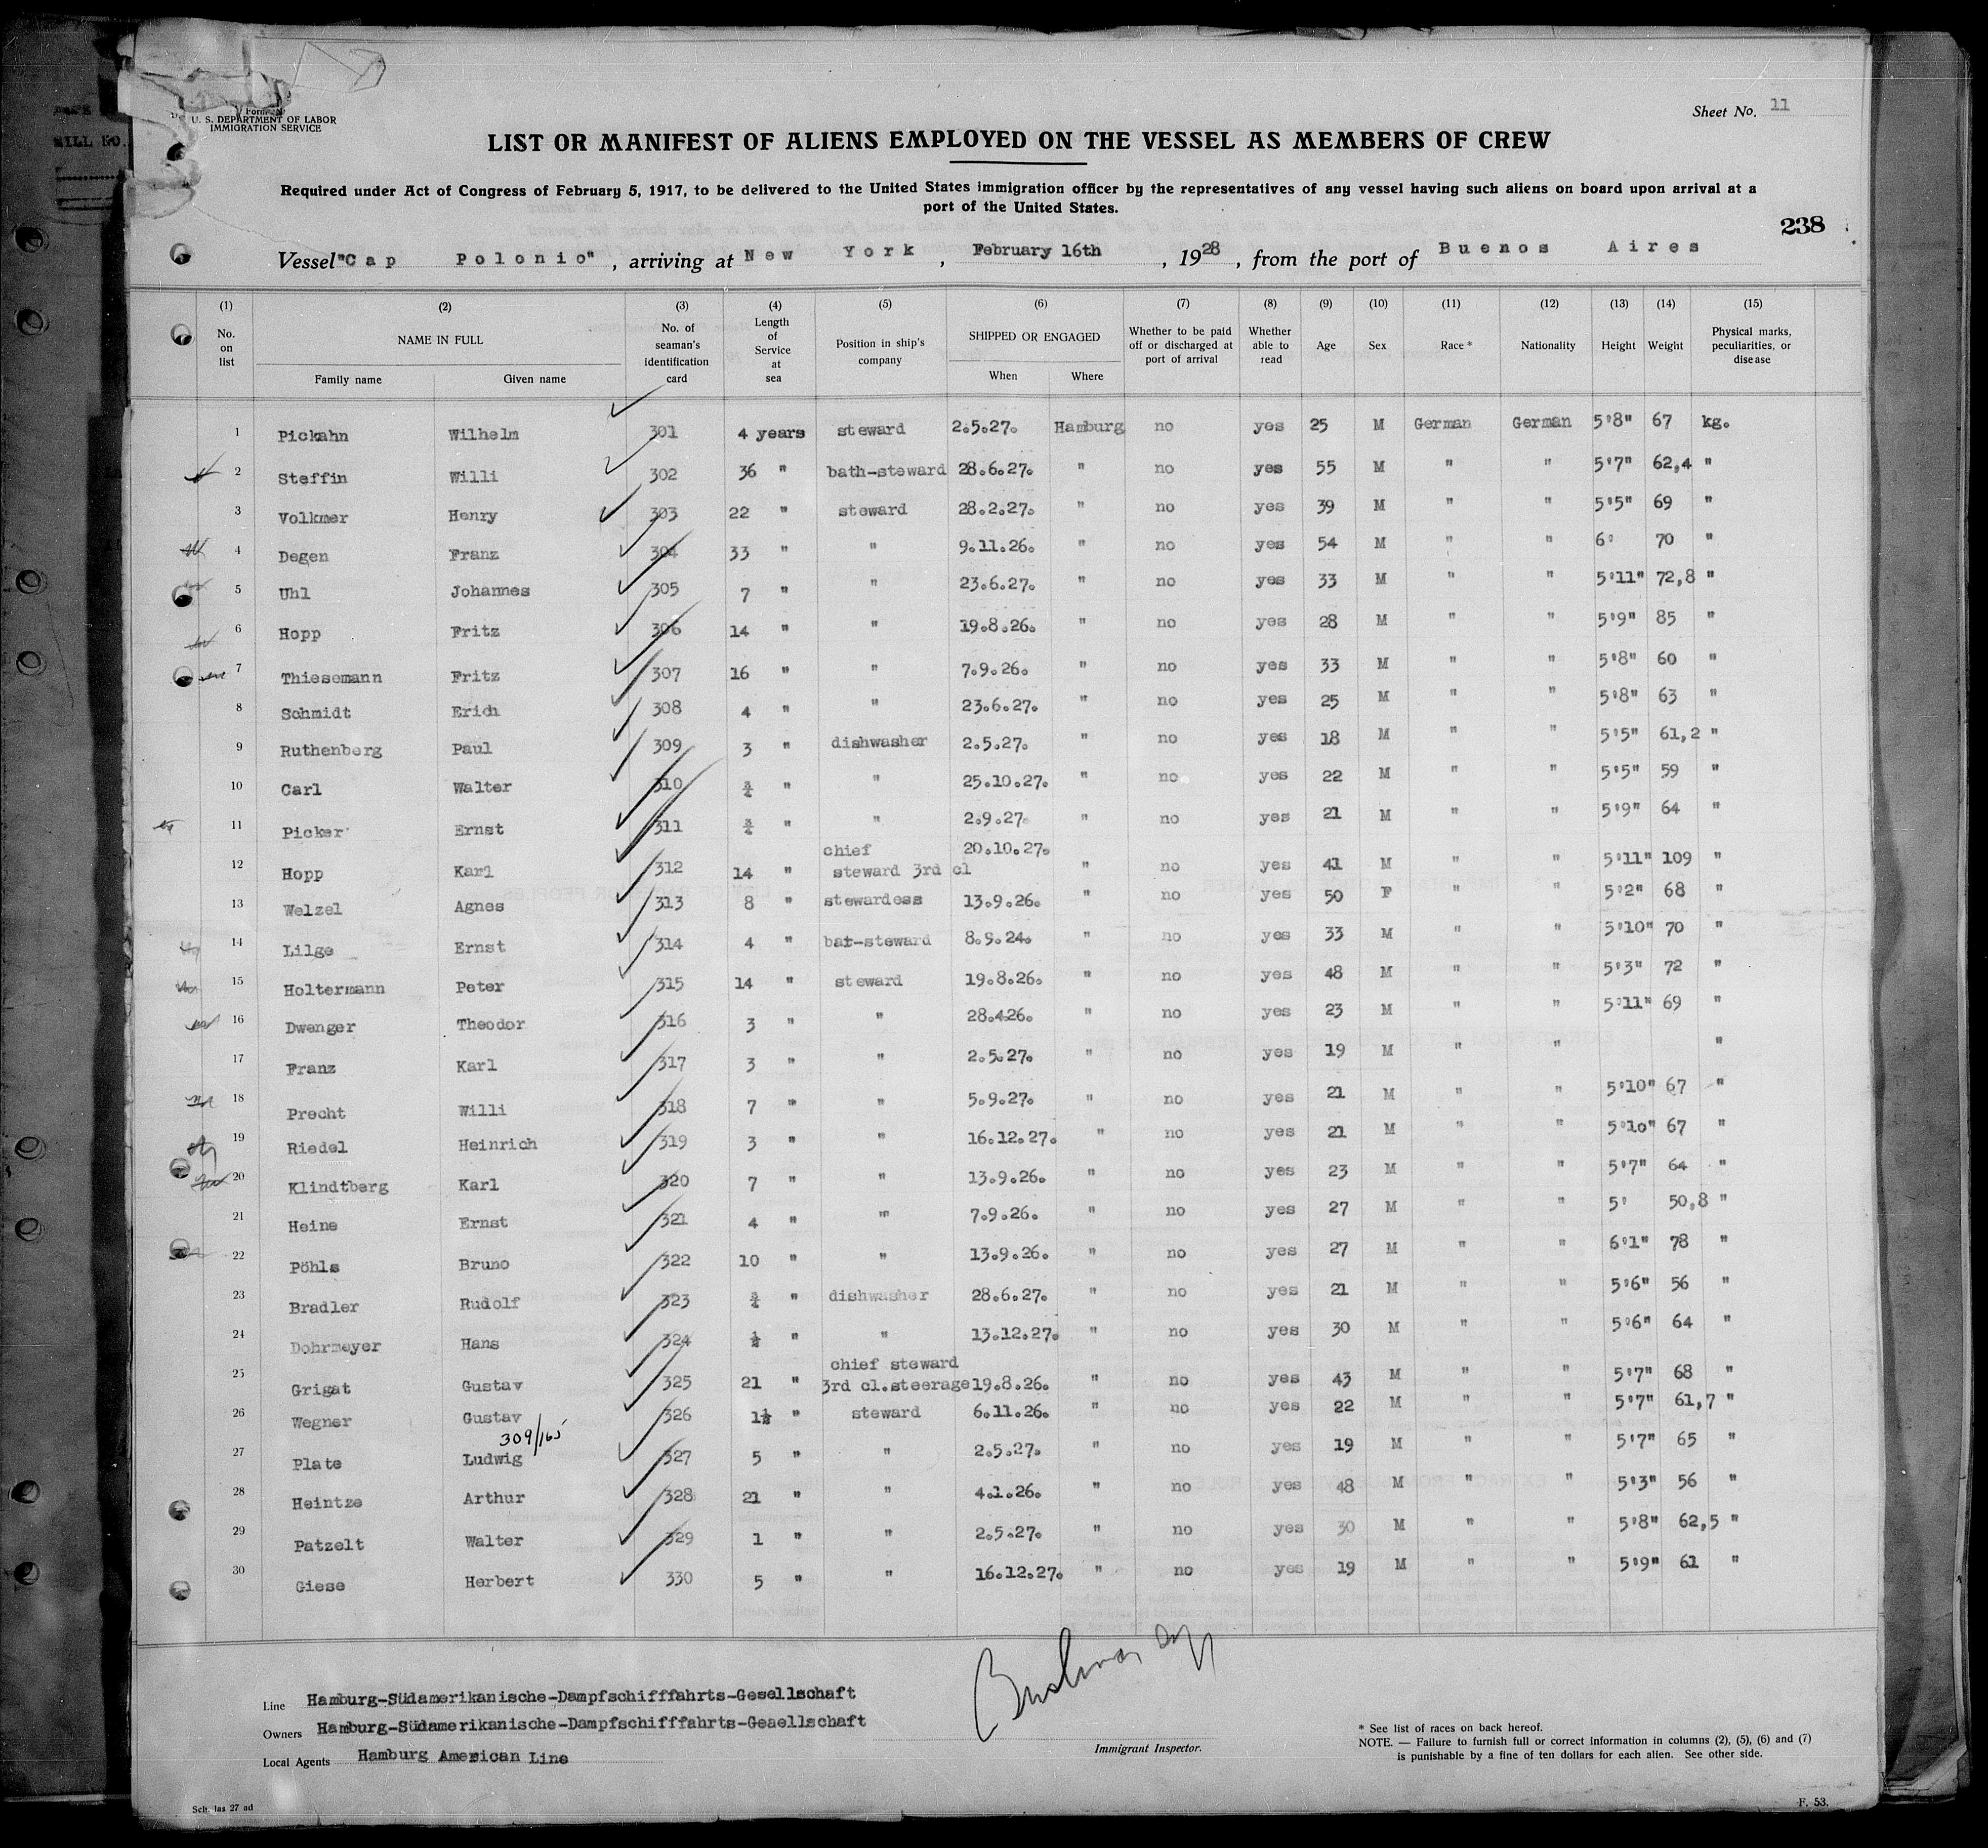 Sheet No. 11
Form
U. S. DEPARTMENT OF LABOR
IMMIGRATION SERVICE
LIST OR MANIFEST OF ALIENS EMPLOYED ON THE VESSEL AS MEMBERS OF CREW
Required under Act of Congress of February 5, 1917, to be delivered to the United States immigration officer by the representatives of any vessel having such aliens on board upon arrival at a
port of the United States.
238
Vessel "Cap Polonio", arriving at New York, February 16th, 1928, from the port of Buenos Aires
(1) (2) (3) (4) (5) (6) (7) (8) (9) (10) (11) (12) (13) (14) (15)
No. on list NAME IN FULL Family name Given name No. of seaman's identification card Length of Service at sea Position in ship's company SHIPPED OR ENGAGED When Where Whether to be paid off or discharged at port of arrival Whether able to read Age Sex Race * Nationality Height Weight Physical marks, peculiarities, or disease
1 Pickahn Wilhelm 301 4 years steward 2.5.27. Hamburg no yes 25 M German German 5'8" 67 kg.
2 Steffin Willi 302 36 " bath-steward 28.6.27. " no yes 55 M " " 5'7" 62,4 "
3 Volkmer Henry 303 22 " steward 28.2.27. " no yes 39 M " " 5'5" 69 "
4 Degen Franz 304 33 " " 9.11.26. " no yes 54 M " " 6' 70 "
5 Uhl Johannes 305 7 " " 23.6.27. " no yes 33 M " " 5'11" 72,8 "
6 Hopp Fritz 306 14 " " 19.8.26. " no yes 28 M " " 5'9" 85 "
7 Thiesemann Fritz 307 16 " " 7.9.26. " no yes 33 M " " 5'8" 60 "
8 Schmidt Erich 308 4 " " 23.6.27. " no yes 25 M " " 5'8" 63 "
9 Ruthenberg Paul 309 3 " dishwasher 2.5.27. " no yes 18 M " " 5'5" 61,2 "
10 Carl Walter 310 ¾ " " 25.10.27. " no yes 22 M " " 5'5" 59 "
11 Picker Ernst 311 ¾ " " 2.9.27 " no yes 21 M " " 5'9" 64 "
12 Hopp Karl 312 14 " chief steward 3rd cl 20.10.27. " no yes 41 M " " 5'11" 109 "
13 Welzel Agnes 313 8 " stewardess 13.9.26. " no yes 50 F " " 5'2" 68 "
14 Lilge Ernst 314 4 " bar-steward 8.9.24. " no yes 33 M " " 5'10" 70 "
15 Holtermann Peter 315 14 " steward 19.8.26. " no yes 48 M " " 5'3" 72 "
16 Dwenger Theodor 316 3 " " 28.4.26. " no yes 23 M " " 5'11" 69 "
17 Franz Karl 317 3 " " 2.5.27. " no yes 19 M " " "
18 Precht Willi 318 7 " " 5.9.27. " no yes 21 M " " 5'10" 67 "
19 Riedel Heinrich 319 3 " " 16.12.27. " no yes 21 M " " 5'10" 67 "
20 Klindtberg Karl 320 7 " " 13.9.26. " no yes 23 M " " 5'7" 64 "
21 Heine Ernst 321 4 " " 7.9.26. " no yes 27 M " " 5' 50,8 "
22 Pöhls Bruno 322 10 " " 13.9.26. " no yes 27 M " " 6'1" 78 "
23 Bradler Rudolf 323 ¾ " dishwasher 28.6.27. " no yes 21 M " " 5'6" 56 "
24 Dohrmeyer Hans 324 ½ " " 13.12.27. " no yes 30 M " " 5'6" 64 "
25 Grigat Gustav 325 21 " chief steward 3rd cl.steerage 19.8.26. " no yes 43 M " " 5'7" 68 "
26 Wegner Gustav 326 1½ " steward 6.11.26. " no yes 22 M " " 5'7" 61,7 "
309/165
27 Plate Ludwig 327 5 " " 2.5.27. " no yes 19 M " " 5'7" 65 "
28 Heintze Arthur 328 21 " " 4.1.26. " no yes 48 M " " 5'3" 56 "
29 Patzelt Walter 329 1 " " 2.5.27. " no yes 30 M " " 5'8" 62,5 "
30 Giese Herbert 330 5 " " 16.12.27. " no yes 19 M " " 5'9" 61 "
Line Hamburg-Südamerikanische-Dampfschifffahrts-Gesellschaft
Owners Hamburg-Südamerikanische-Dampfschifffahrts-Geaellschaft
Local Agents Hamburg American Line
Immigrant Inspector.
* See list of races on back hereof.
NOTE. — Failure to furnish full or correct information in columns (2), (5), (6) and (7)
is punishable by a fine of ten dollars for each alien. See other side.
Sch. las 27 ad
F. 53.